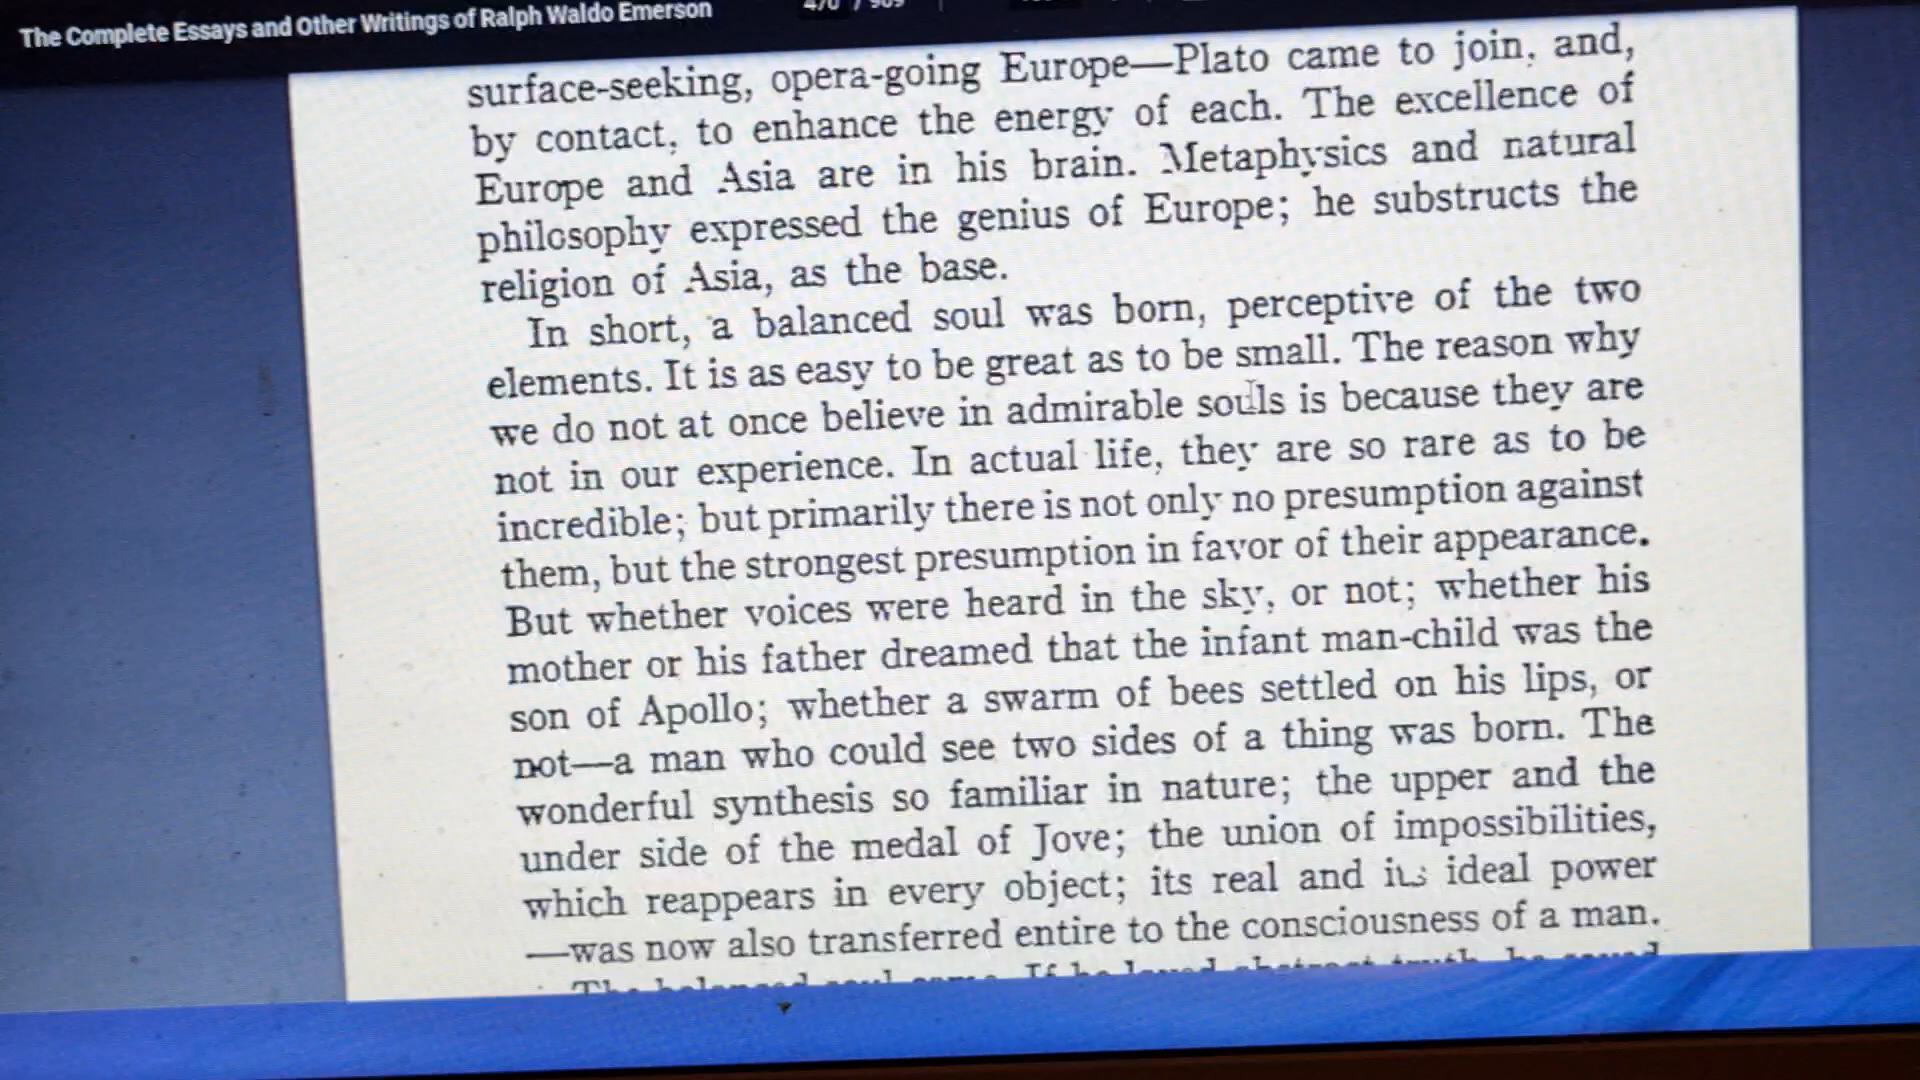 The Complete Essays and Other Writings of Ralph Waldo Emerson
surface-seeking, opera-going Europe—Plato came to join, and,
by contact, to enhance the energy of each. The excellence of
Europe and Asia are in his brain. Metaphysics and natural
philosophy expressed the genius of Europe; he substructs the
religion of Asia, as the base.
In short, a balanced soul was born, perceptive of the two
elements. It is as easy to be great as to be small. The reason why
we do not at once believe in admirable souls is because they are
not in our experience. In actual life, they are so rare as to be
incredible; but primarily there is not only no presumption against
them, but the strongest presumption in favor of their appearance.
But whether voices were heard in the sky, or not; whether his
mother or his father dreamed that the infant man-child was the
son of Apollo; whether a swarm of bees settled on his lips, or
not—a man who could see two sides of a thing was born. The
wonderful synthesis so familiar in nature; the upper and the
under side of the medal of Jove; the union of impossibilities,
which reappears in every object; its real and its ideal power
—was now also transferred entire to the consciousness of a man.